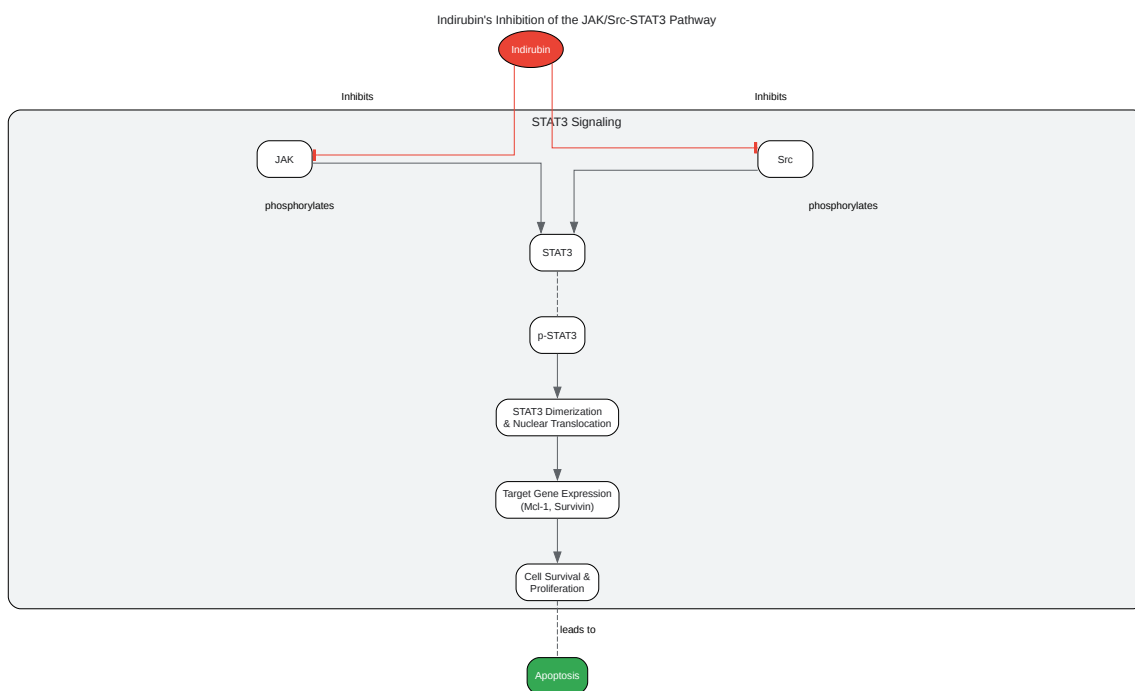 Indirubin's Inhibition of the JAK/Src-STAT3 Pathway
Indirubin
Inhibits
Inhibits
STAT3 Signaling
JAK
Src
phosphorylates
phosphorylates
STAT3
p-STAT3
STAT3 Dimerization
& Nuclear Translocation
Target Gene Expression
(Mcl-1, Survivin)
Cell Survival &
Proliferation
leads to
Apoptosis